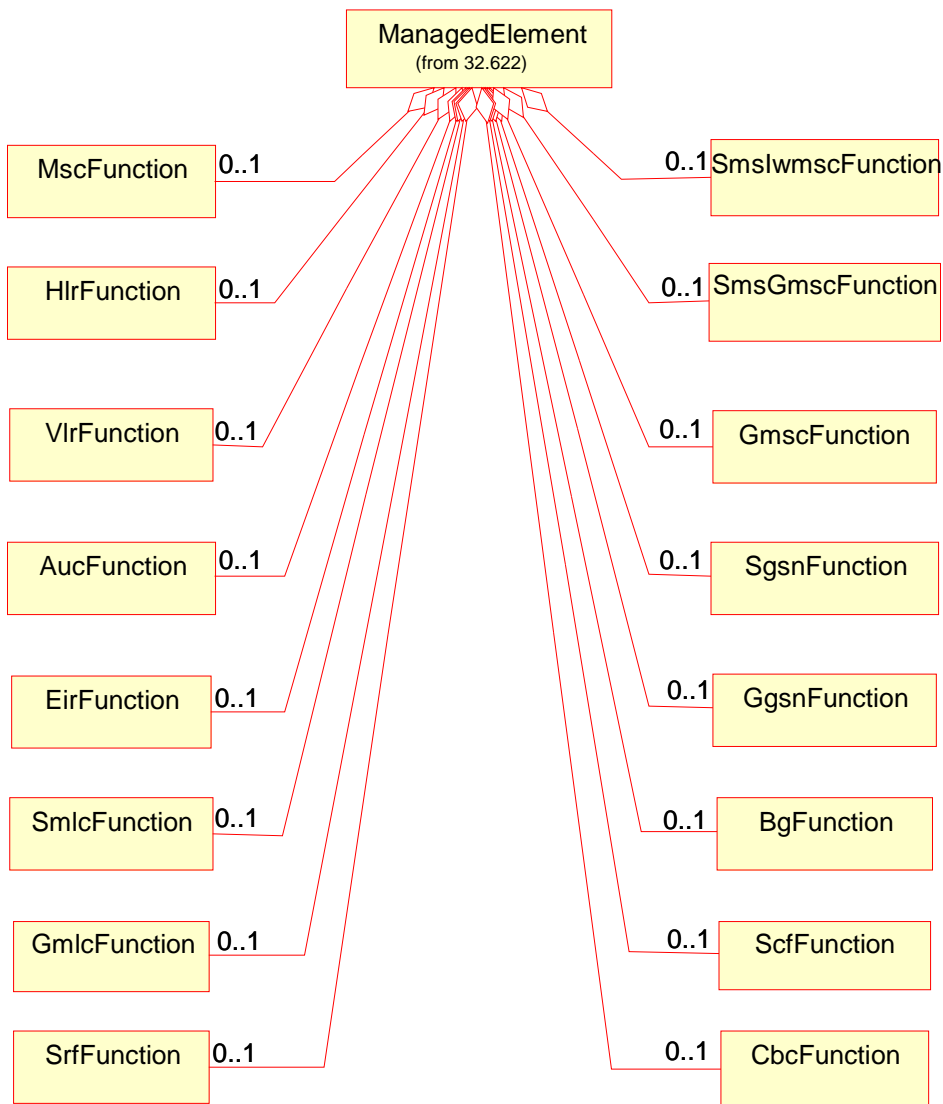 ManagedElement
(from 32.622)
MscFunction 0..1
0..1 SmsIwmscFunction
HlrFunction 0..1
0..1 SmsGmscFunction
VlrFunction 0..1
0..1 GmscFunction
AucFunction 0..1
0..1 SgsnFunction
EirFunction 0..1
0..1 GgsnFunction
SmlcFunction 0..1
0..1 BgFunction
GmlcFunction 0..1
0..1 ScfFunction
SrfFunction 0..1
0..1 CbcFunction